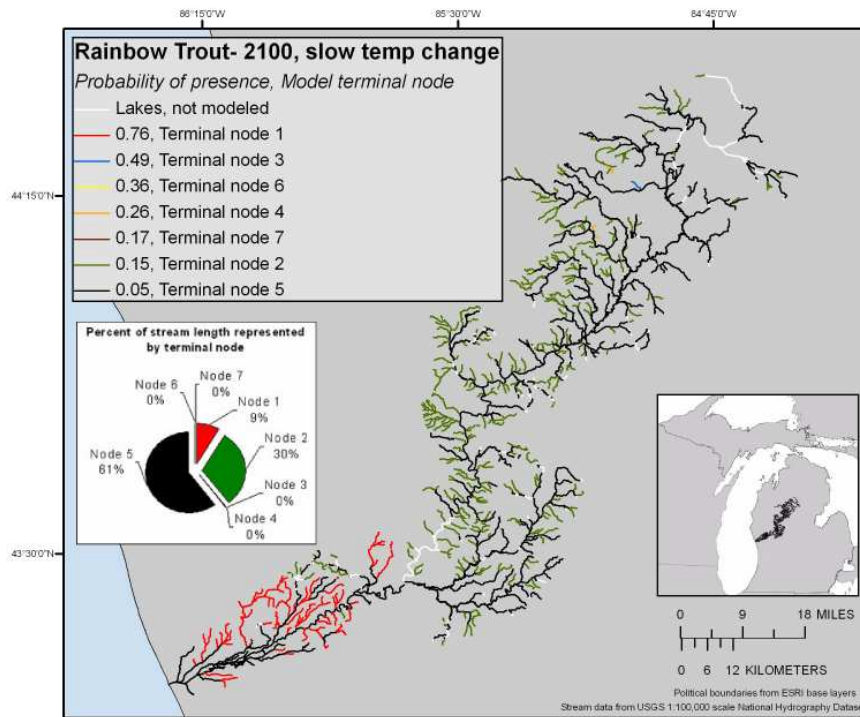 86°15'0"W 85°30'0"W 84°45'0"W
Rainbow Trout- 2100, slow temp change
Probability of presence, Model terminal node
Lakes, not modeled
0.76, Terminal node 1
0.49, Terminal node 3
0.36, Terminal node 6
0.26, Terminal node 4
0.17, Terminal node 7
0.15, Terminal node 2
0.05, Terminal node 5
44°15'0"N
Percent of stream length represented
by terminal node
Node 7
0%
Node 6
0%
Node 1
9%
Node 2
30%
Node 5
61%
Node 3
0%
Node 4
0%
43°30'0"N
0 9 18 MILES
0 6 12 KILOMETERS
Political boundaries from ESRI base layers
Stream data from USGS 1:100,000 scale National Hydrography Datase